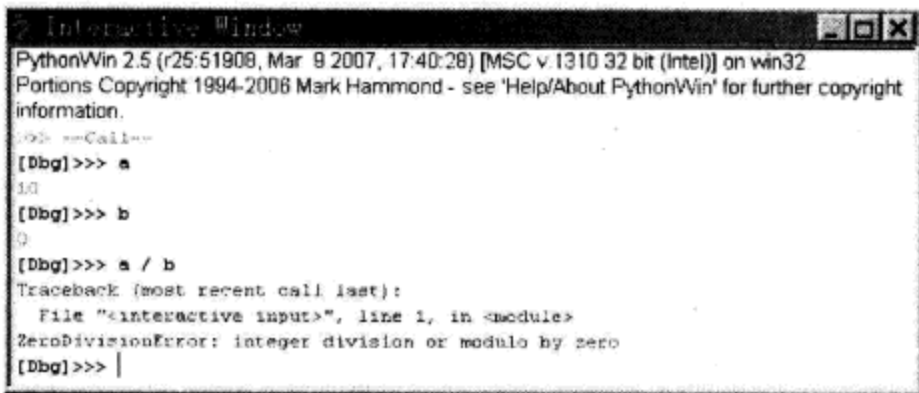 Interactive Window
PythonWin 2.5 (r25:51908, Mar 9 2007, 17:40:28) [MSC v.1310 32 bit (Intel)] on win32.
Portions Copyright 1994-2006 Mark Hammond - see 'Help/About PythonWin' for further copyright
information.
>>> --Call--
[Dbg]>>> a
10
[Dbg]>>> b
0
[Dbg]>>> a / b
Traceback (most recent call last):
  File "<interactive input>", line 1, in <module>
ZeroDivisionError: integer division or modulo by zero
[Dbg]>>>